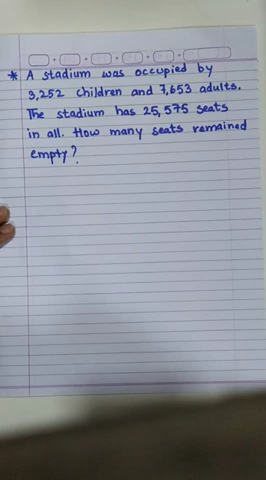 * A stadium was occupied by
3,252 children and 7,653 adults.
The stadium has 25,575 seats
in all. How many seats remained
empty?